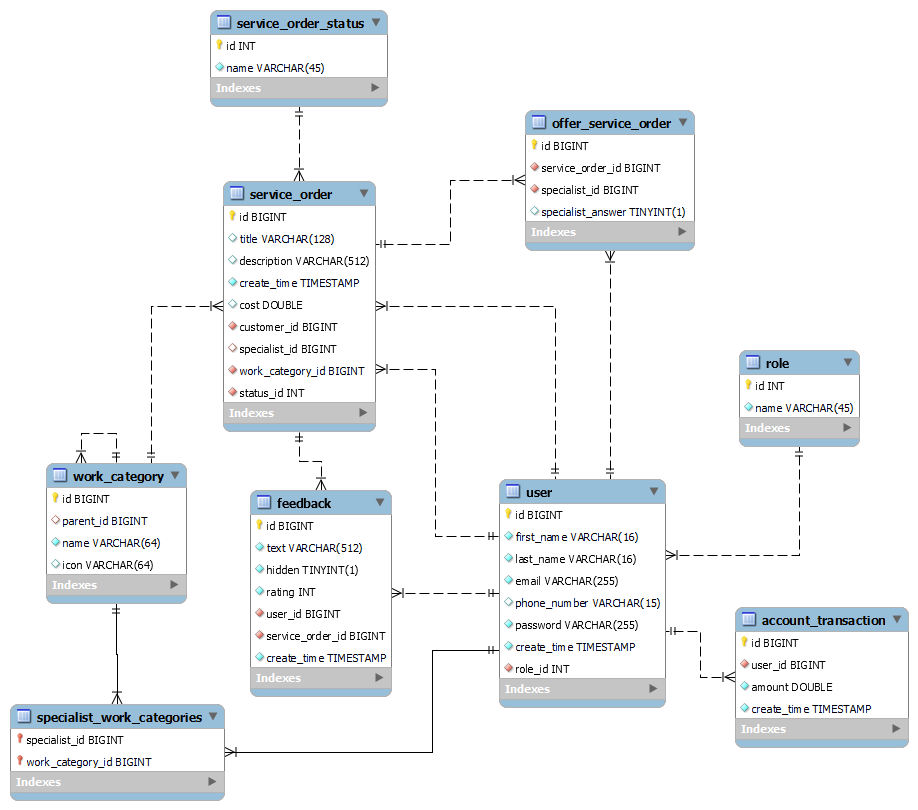 service_order_status
id INT
name VARCHAR(45)
Indexes
offer_service_order
id BIGINT
service_order_id BIGINT
specialist_id BIGINT
specialist_answer TINYINT(1)
Indexes
service_order
id BIGINT
title VARCHAR(128)
description VARCHAR(512)
create_time TIMESTAMP
cost DOUBLE
customer_id BIGINT
specialist_id BIGINT
work_category_id BIGINT
status_id INT
Indexes
role
id INT
name VARCHAR(45)
Indexes
work_category
id BIGINT
parent_id BIGINT
name VARCHAR(64)
icon VARCHAR(64)
Indexes
feedback
id BIGINT
text VARCHAR(512)
hidden TINYINT(1)
rating INT
user_id BIGINT
service_order_id BIGINT
create_time TIMESTAMP
Indexes
user
id BIGINT
first_name VARCHAR(16)
last_name VARCHAR(16)
email VARCHAR(255)
phone_number VARCHAR(15)
password VARCHAR(255)
create_time TIMESTAMP
role_id INT
Indexes
account_transaction
id BIGINT
user_id BIGINT
amount DOUBLE
create_time TIMESTAMP
Indexes
specialist_work_categories
specialist_id BIGINT
work_category_id BIGINT
Indexes